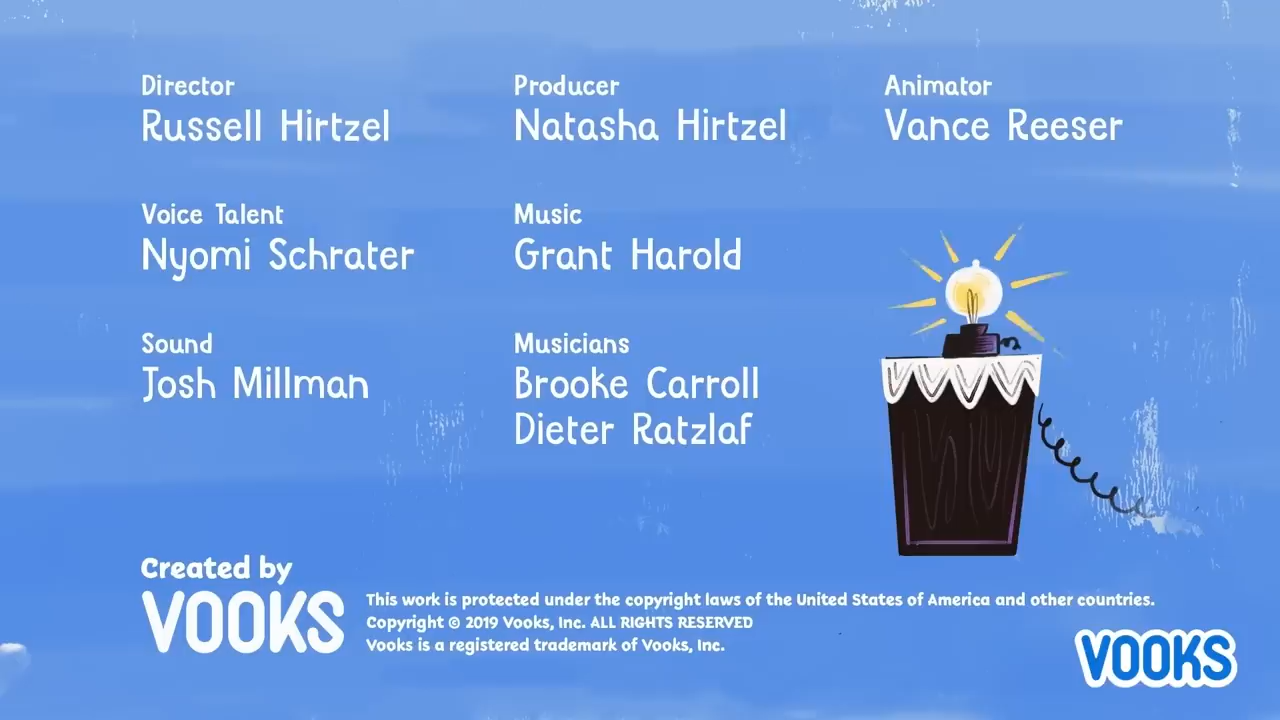 Director
Russell Hirtzel
Producer
Natasha Hirtzel
Animator
Vance Reeser
Voice Talent
Nyomi Schrater
Music
Grant Harold
Sound
Josh Millman
Musicians
Brooke Carroll
Dieter Ratzlaf
Created by
VOOKS
This work is protected under the copyright laws of the United States of America and other countries.
Copyright © 2019 Vooks, Inc. ALL RIGHTS RESERVED
Vooks is a registered trademark of Vooks, Inc.
VOOKS